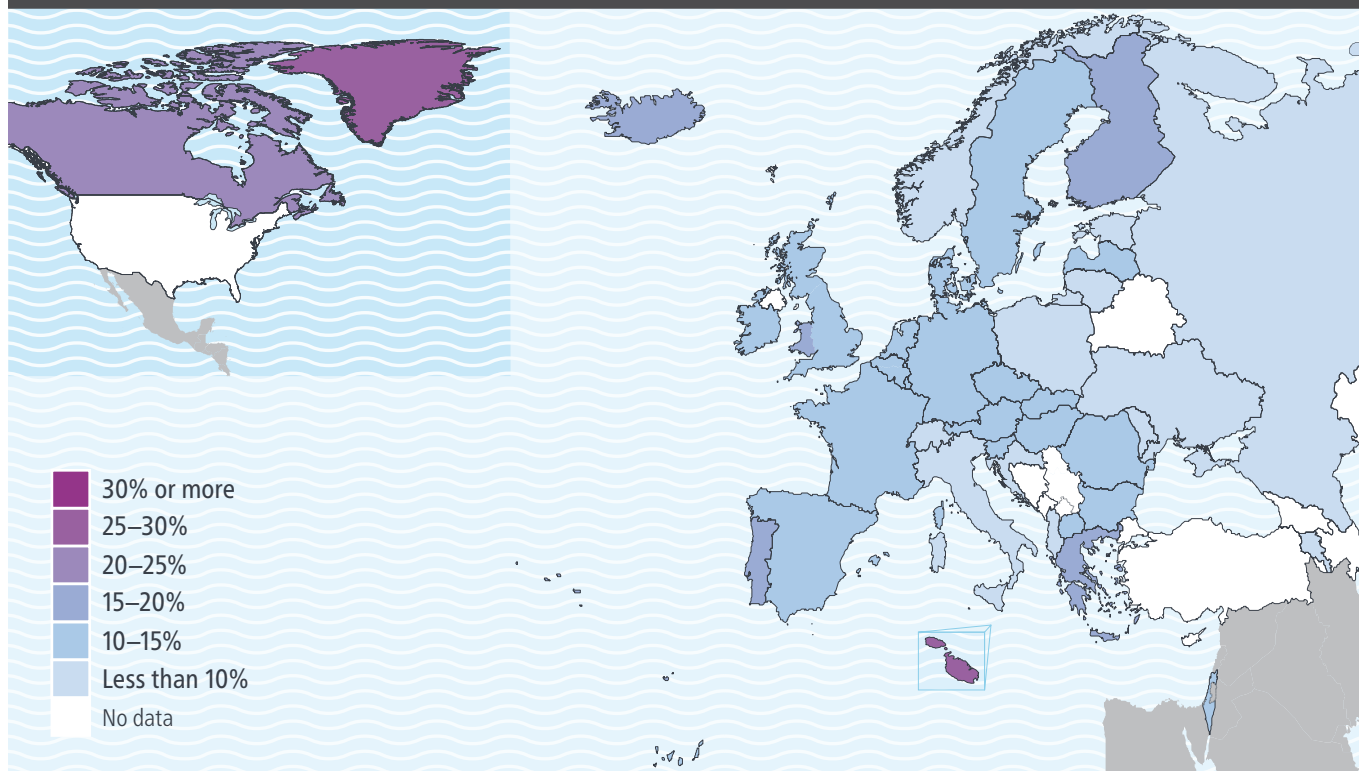 30% or more
25–30%
20–25%
15–20%
10–15%
Less than 10%
No data